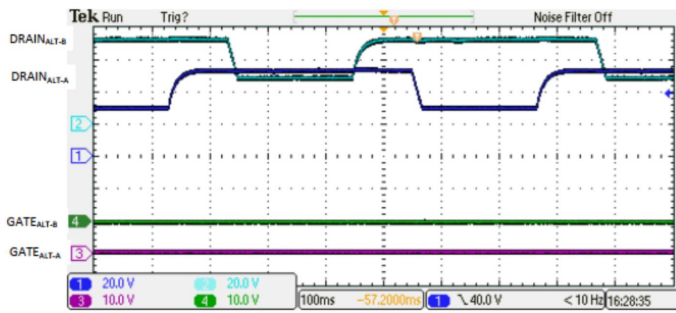 Tek Run Trig? Noise Filter Off
DRAINALT-B
DRAINALT-A
2
1
GATEALT-B 4
GATEALT-A 3
1 20.0 V 2 20.0 V
3 10.0 V 4 10.0 V
100ms -57.2000ms 1 \ 40.0 V < 10 Hz 16:28:35